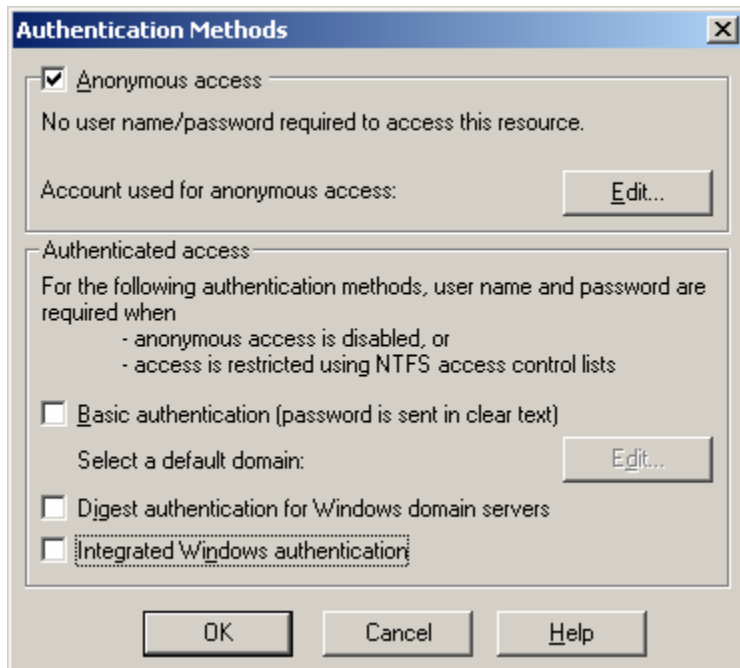 Authentication Methods
Anonymous access
No user name/password required to access this resource.
Account used for anonymous access:
Edit...
Authenticated access
For the following authentication methods, user name and password are
required when
- anonymous access is disabled, or
- access is restricted using NTFS access control lists
Basic authentication (password is sent in clear text)
Select a default domain:
Edit...
Digest authentication for Windows domain servers
Integrated Windows authentication
OK
Cancel
Help